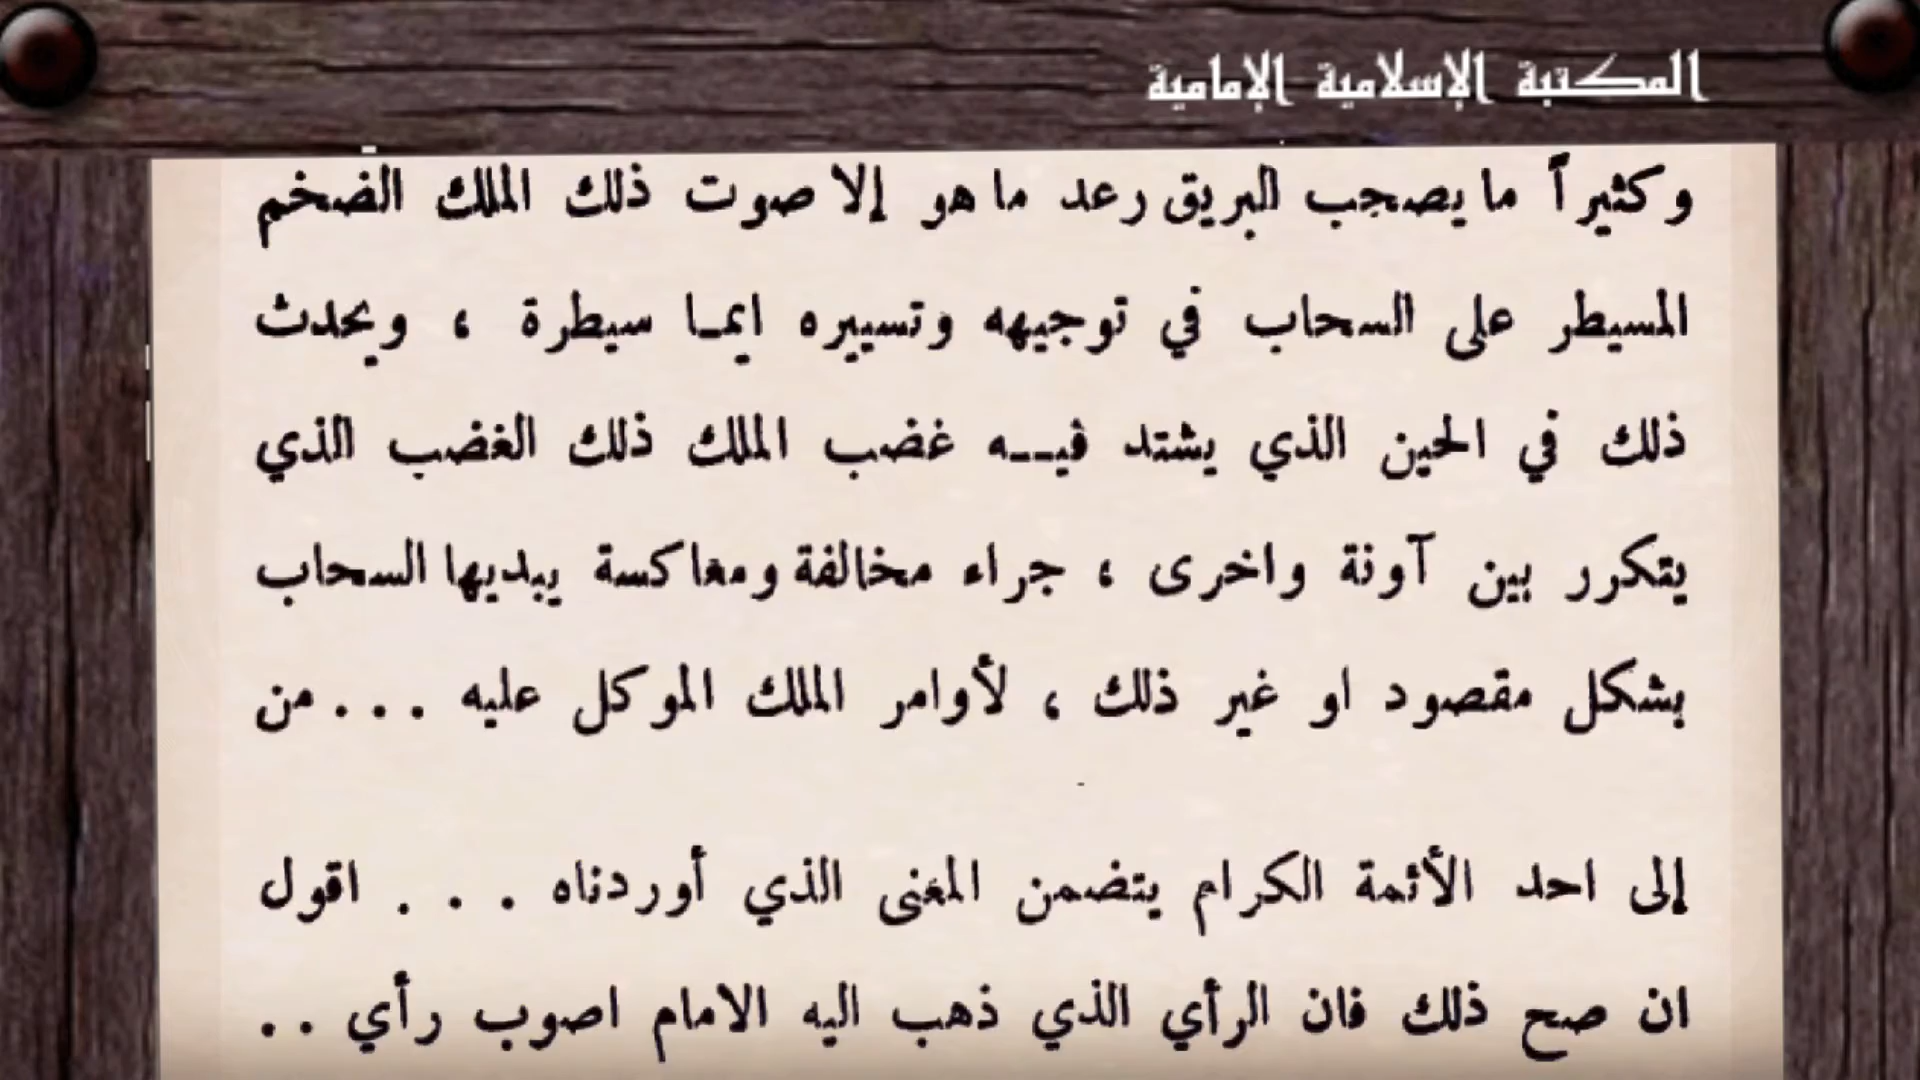 المكتبة الإسلامية الإمامية
وكثيراً ما يصحب البريق رعد ما هو إلا صوت ذلك الملك الضخم
المسيطر على السحاب في توجيهه وتسييره ايمـا سيطرة ، ويحدث
ذلك في الحين الذي يشتد فيـــه غضب الملك ذلك الغضب الذي
يتكرر بين آونة واخرى ، جراء مخالفة ومعاكسة يبديها السحاب
بشكل مقصود او غير ذلك ، لأوامر الملك الموكل عليه . . . من
إلى احد الأئمة الكرام يتضمن المعنى الذي أوردناه . . . اقول
ان صح ذلك فان الرأي الذي ذهب اليه الامام اصوب رأي . .